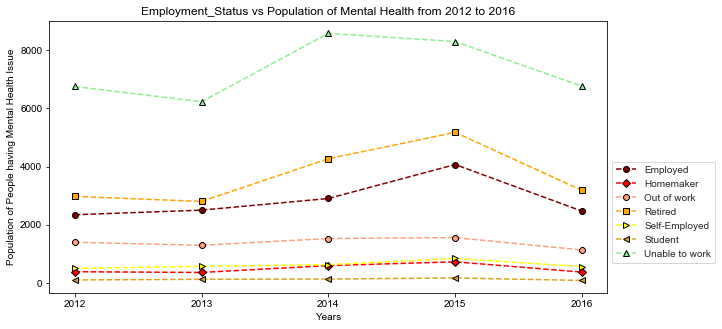 Employment_Status vs Population of Mental Health from 2012 to 2016
Population of People having Mental Health Issue
8000
6000
4000
2000
0
2012 2013 2014 2015 2016
Years
Employed
Homemaker
Out of work
Retired
Self-Employed
Student
Unable to work